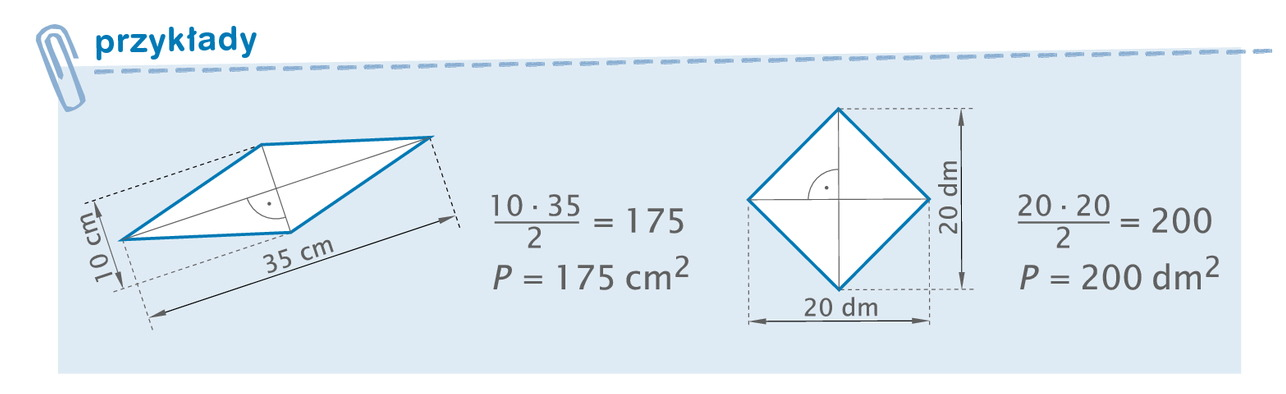 przykłady
10 cm
35 cm
10 · 35
2
= 175
P = 175 cm²
20 dm
20 dm
20 · 20
2
= 200
P = 200 dm²